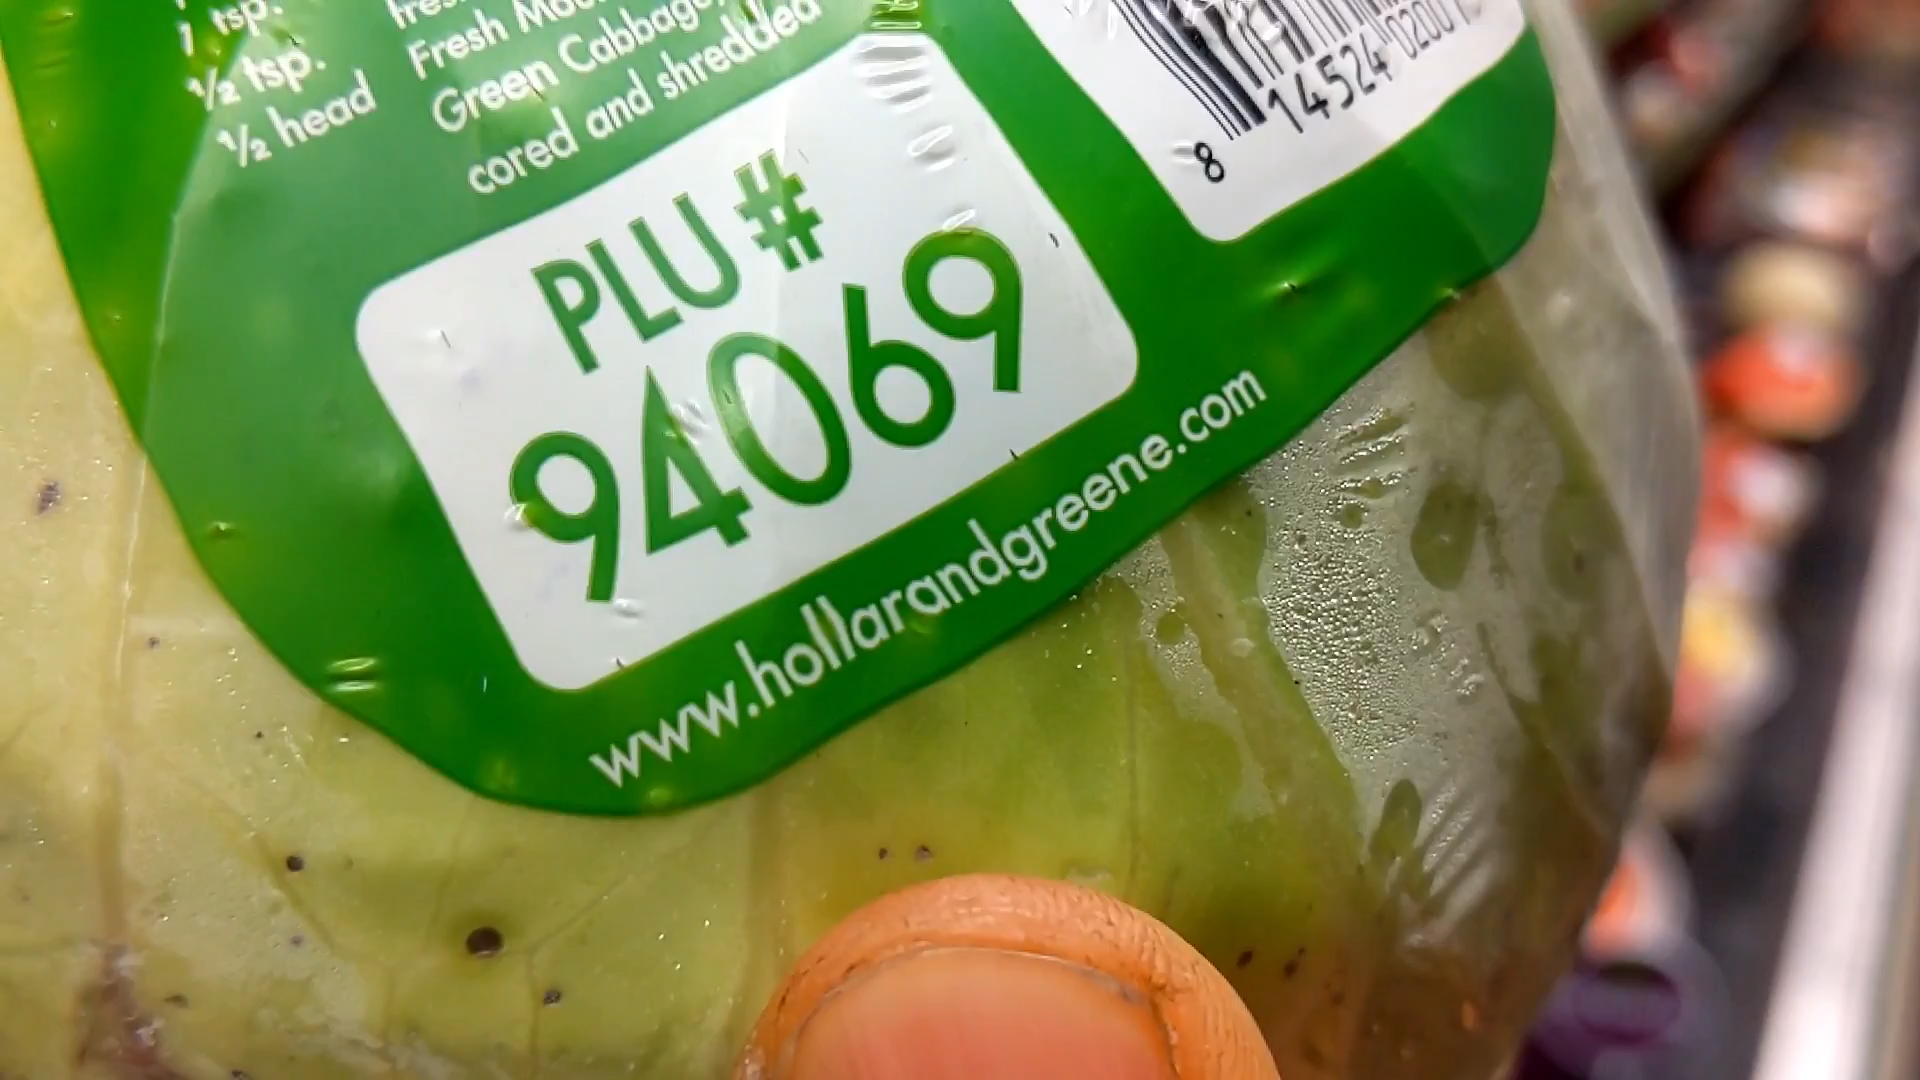 1 tsp.
½ tsp.
½ head
Fresh
Green Cabbage,
cored and shredded
PLU #
94069
www.hollarandgreene.com
8 14524